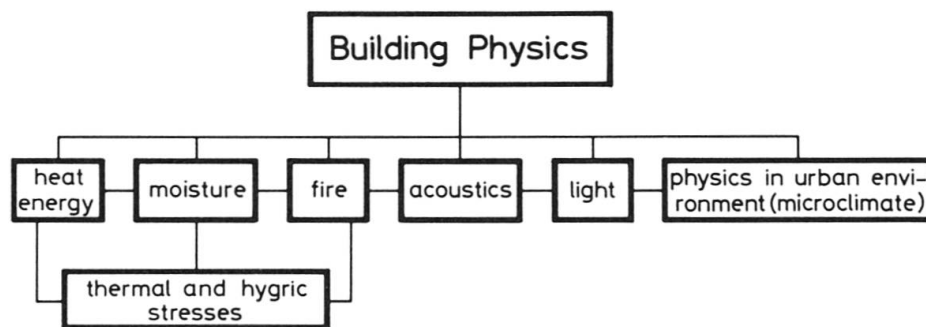 Building Physics
heat
energy
moisture
fire
acoustics
light
physics in urban envi-
ronment (microclimate)
thermal and hygric
stresses